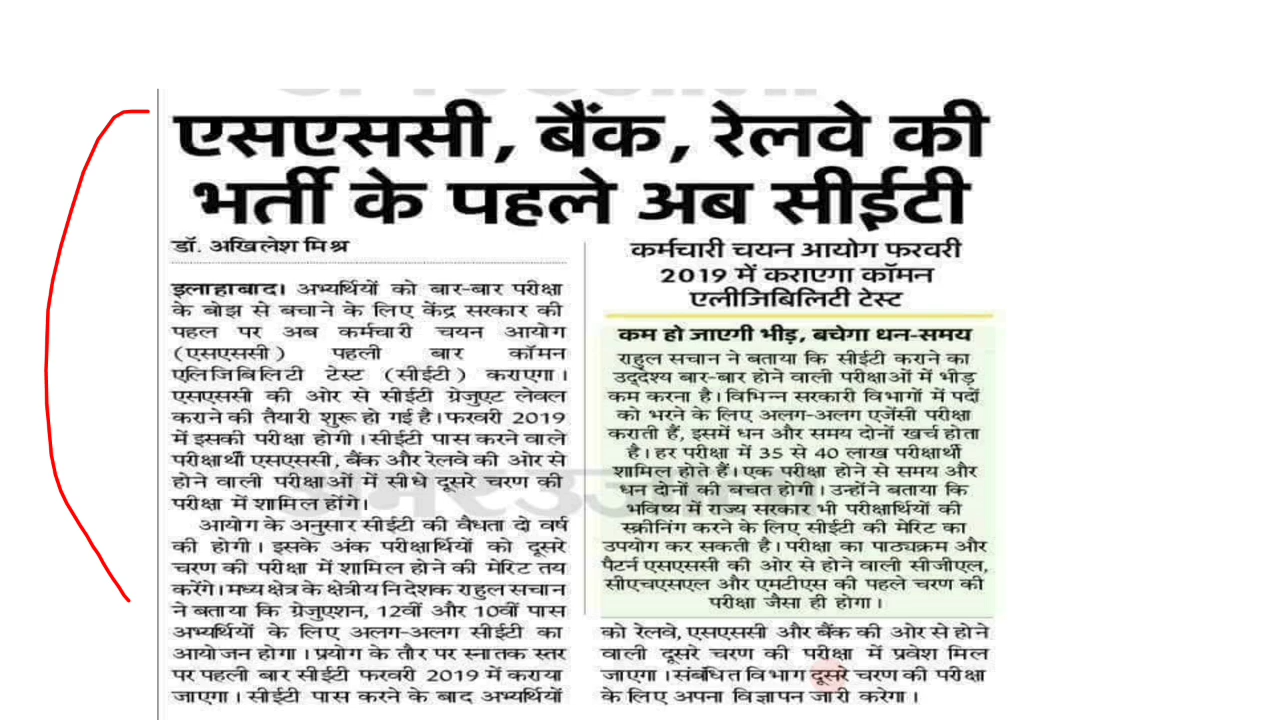 एसएससी, बैंक, रेलवे की
भर्ती के पहले अब सीईटी
डॉ. अखिलेश मिश्र
इलाहाबाद। अभ्यर्थियों को बार-बार परीक्षा
के बोझ से बचाने के लिए केंद्र सरकार की
पहल पर अब कर्मचारी चयन आयोग
(एसएससी) पहली बार कॉमन
एलिजिबिलिटी टेस्ट (सीईटी) कराएगा।
एसएससी की ओर से सीईटी ग्रेजुएट लेवल
कराने की तैयारी शुरू हो गई है। फरवरी 2019
में इसकी परीक्षा होगी। सीईटी पास करने वाले
परीक्षार्थी एसएससी, बैंक और रेलवे की ओर से
होने वाली परीक्षाओं में सीधे दूसरे चरण की
परीक्षा में शामिल होंगे।
आयोग के अनुसार सीईटी की वैधता दो वर्ष
की होगी। इसके अंक परीक्षार्थियों को दूसरे
चरण की परीक्षा में शामिल होने की मेरिट तय
करेंगे। मध्य क्षेत्र के क्षेत्रीय निदेशक राहुल सचान
ने बताया कि ग्रेजुएशन, 12वीं और 10वीं पास
अभ्यर्थियों के लिए अलग-अलग सीईटी का
आयोजन होगा। प्रयोग के तौर पर स्नातक स्तर
पर पहली बार सीईटी फरवरी 2019 में कराया
जाएगा। सीईटी पास करने के बाद अभ्यर्थियों
कर्मचारी चयन आयोग फरवरी
2019 में कराएगा कॉमन
एलीजिबिलिटी टेस्ट
कम हो जाएगी भीड़, बचेगा धन-समय
राहुल सचान ने बताया कि सीईटी कराने का
उद्देश्य बार-बार होने वाली परीक्षाओं में भीड़
कम करना है। विभिन्न सरकारी विभागों में पदों
को भरने के लिए अलग-अलग एजेंसी परीक्षा
कराती हैं, इसमें धन और समय दोनों खर्च होता
है। हर परीक्षा में 35 से 40 लाख परीक्षार्थी
शामिल होते हैं। एक परीक्षा होने से समय और
धन दोनों की बचत होगी। उन्होंने बताया कि
भविष्य में राज्य सरकार भी परीक्षार्थियों की
स्क्रीनिंग करने के लिए सीईटी की मेरिट का
उपयोग कर सकती है। परीक्षा का पाठ्यक्रम और
पैटर्न एसएससी की ओर से होने वाली सीजीएल,
सीएचएसएल और एमटीएस की पहले चरण की
परीक्षा जैसा ही होगा।
को रेलवे, एसएससी और बैंक की ओर से होने
वाली दूसरे चरण की परीक्षा में प्रवेश मिल
जाएगा। संबंधित विभाग दूसरे चरण की परीक्षा
के लिए अपना विज्ञापन जारी करेगा।
अमर उजाला